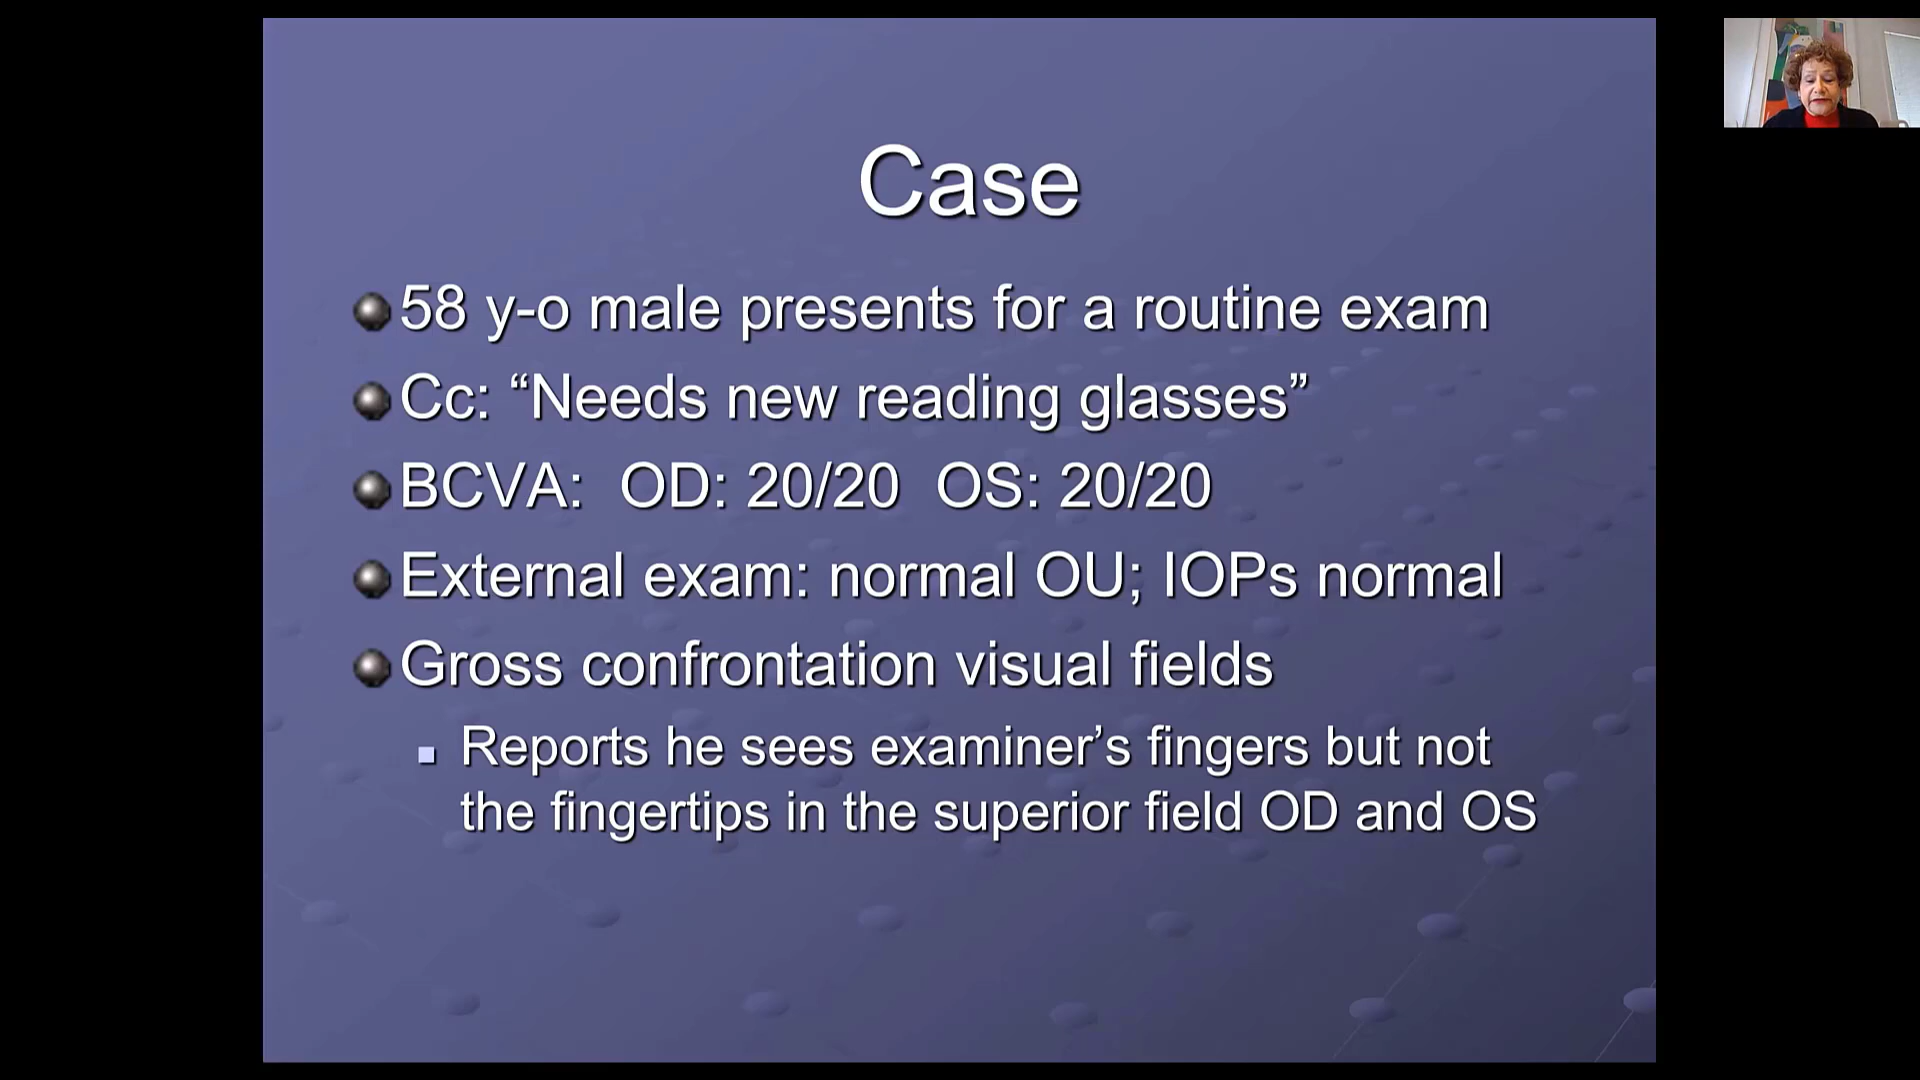 Case
58 y-o male presents for a routine exam
Cc: “Needs new reading glasses”
BCVA:  OD: 20/20  OS: 20/20
External exam: normal OU; IOPs normal
Gross confrontation visual fields
Reports he sees examiner’s fingers but not
the fingertips in the superior field OD and OS